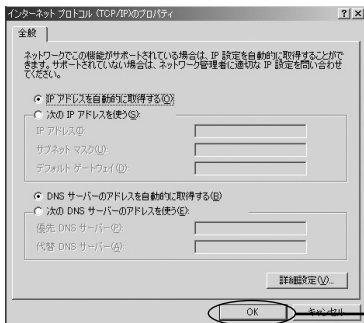 インターネット プロトコル (TCP/IP)のプロパティ
全般
ネットワークでこの機能がサポートされている場合は、IP 設定を自動的に取得することがで
きます。サポートされていない場合は、ネットワーク管理者に適切な IP 設定を問い合わせ
てください。
IP アドレスを自動的に取得する(O)
次の IP アドレスを使う(S):
IP アドレス(I):
サブネット マスク(U):
デフォルト ゲートウェイ(D):
DNS サーバーのアドレスを自動的に取得する(B)
次の DNS サーバーのアドレスを使う(E):
優先 DNS サーバー(P):
代替 DNS サーバー(A):
詳細設定(V)...
OK
キャンセル